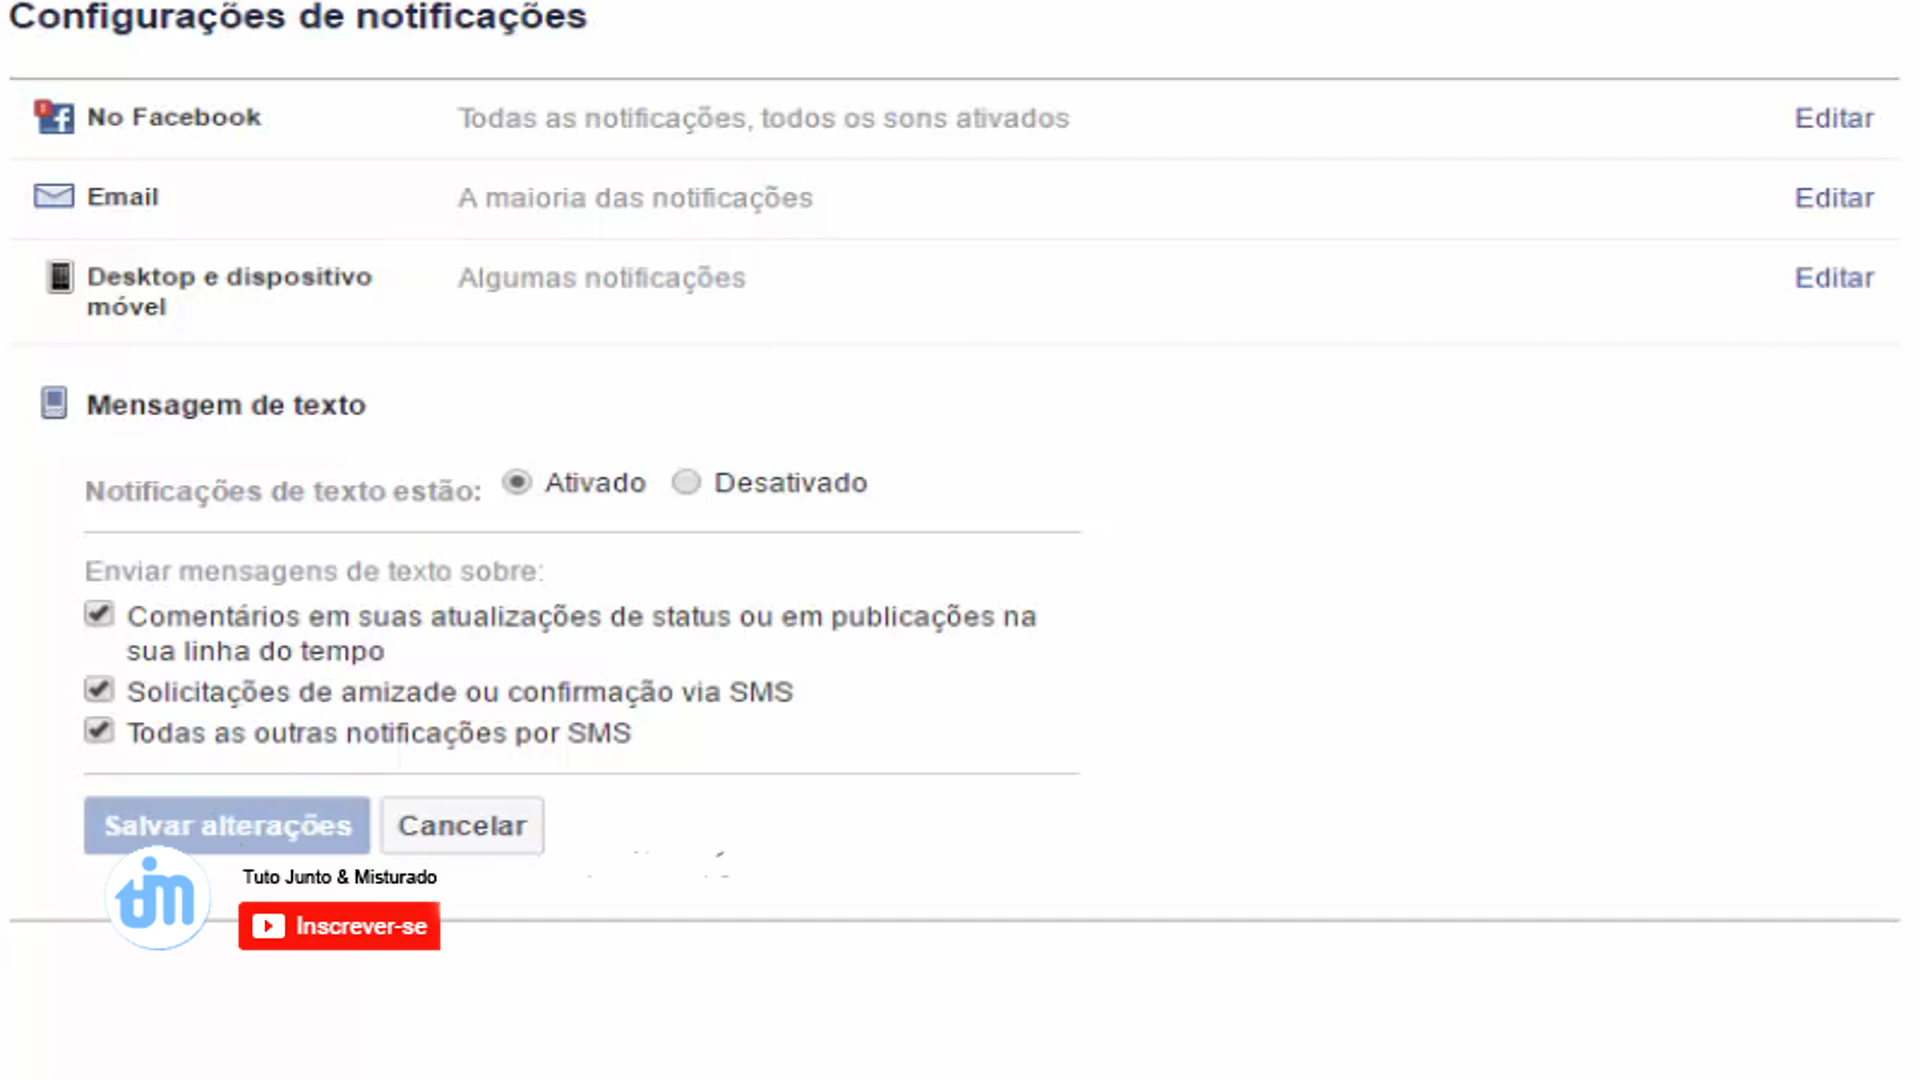 Configurações de notificações
No Facebook Todas as notificações, todos os sons ativados Editar
Email A maioria das notificações Editar
Desktop e dispositivo Algumas notificações Editar
móvel
Mensagem de texto
Notificações de texto estão: Ativado Desativado
Enviar mensagens de texto sobre:
Comentários em suas atualizações de status ou em publicações na
sua linha do tempo
Solicitações de amizade ou confirmação via SMS
Todas as outras notificações por SMS
Salvar alterações Cancelar
Tuto Junto & Misturado
Inscrever-se